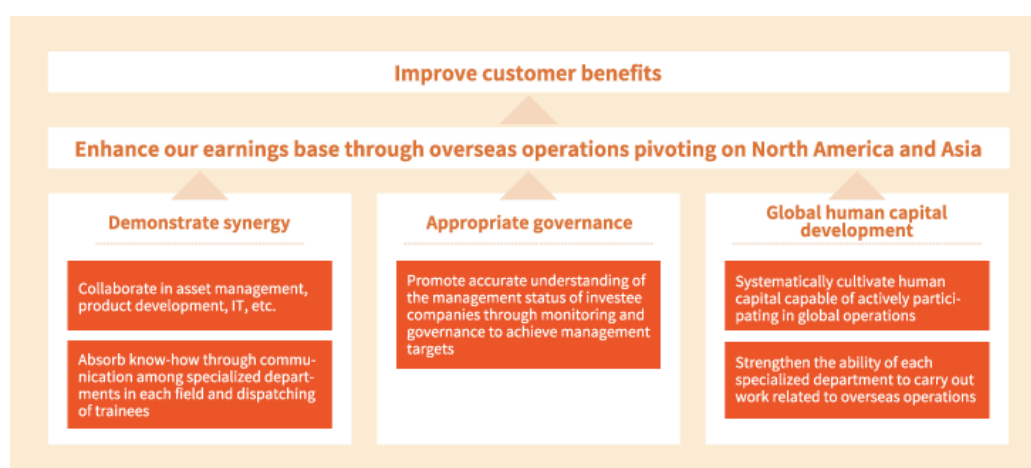 Improve customer benefits
Enhance our earnings base through overseas operations pivoting on North America and Asia
Demonstrate synergy
Collaborate in asset management,
product development, IT, etc.
Absorb know-how through commu-
nication among specialized depart-
ments in each field and dispatching
of trainees
Appropriate governance
Promote accurate understanding of
the management status of investee
companies through monitoring and
governance to achieve management
targets
Global human capital
development
Systematically cultivate human
capital capable of actively partici-
pating in global operations
Strengthen the ability of each
specialized department to carry out
work related to overseas operations